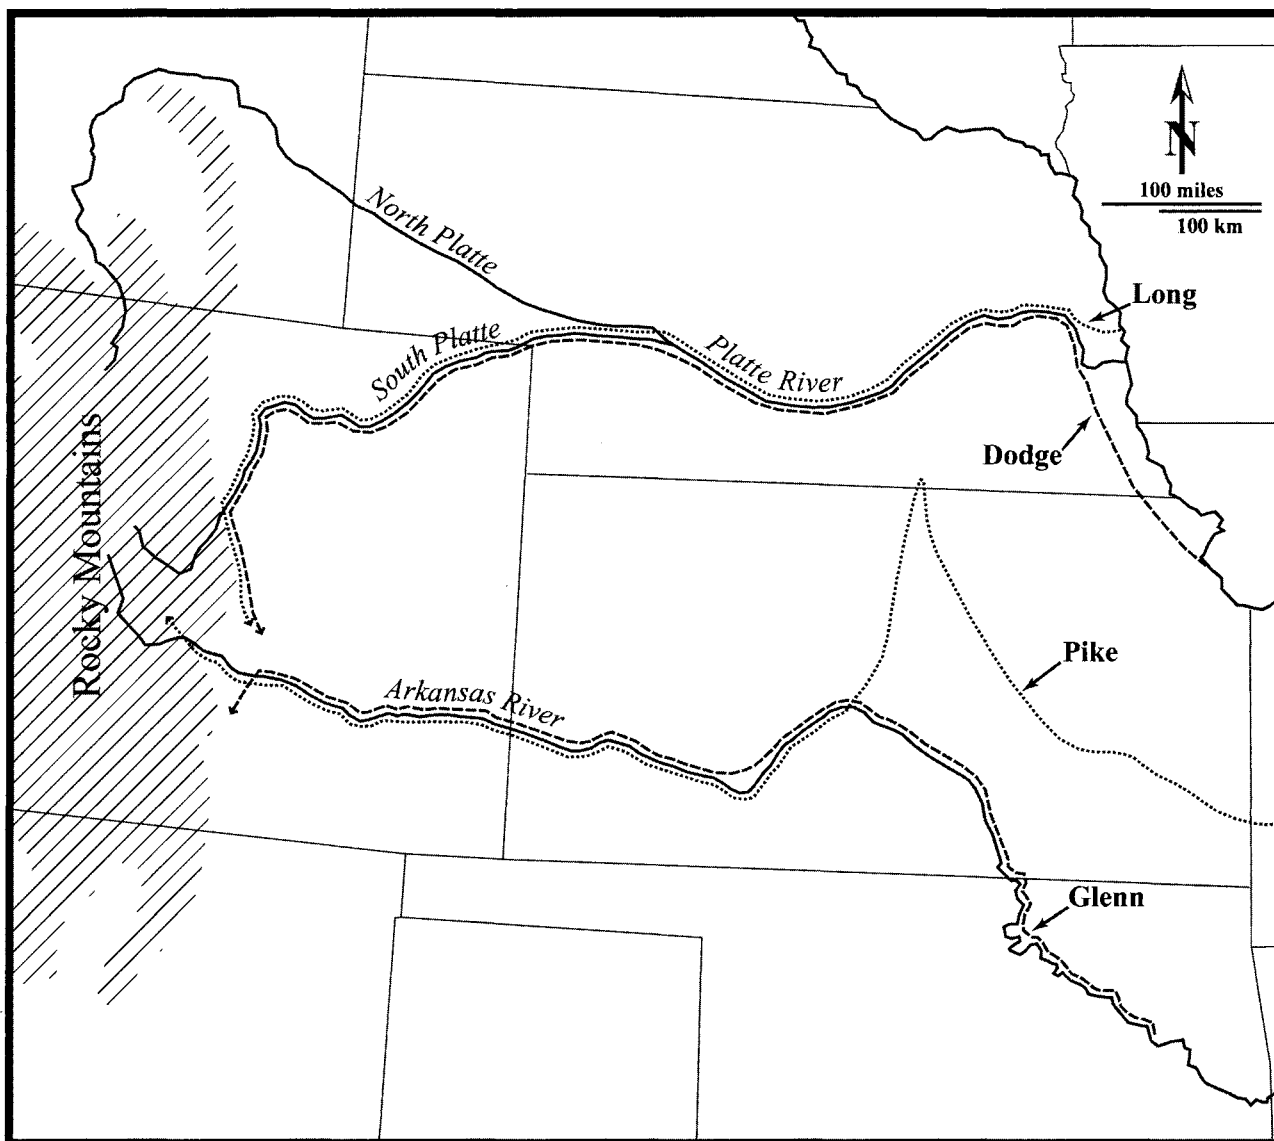 N
100 miles
100 km
North Platte
Long
South Platte
Platte River
Dodge
Rocky Mountains
Pike
Arkansas River
Glenn